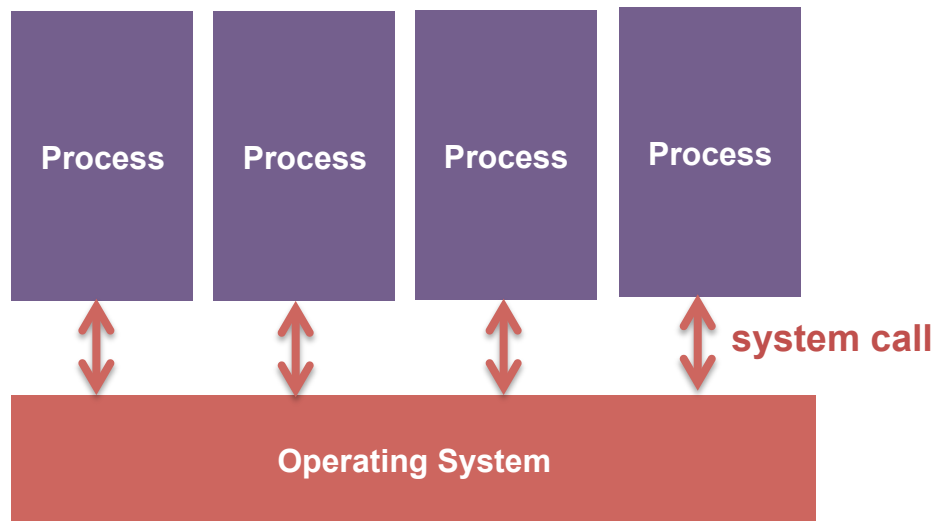 Process
Process
Process
Process
system call
Operating System